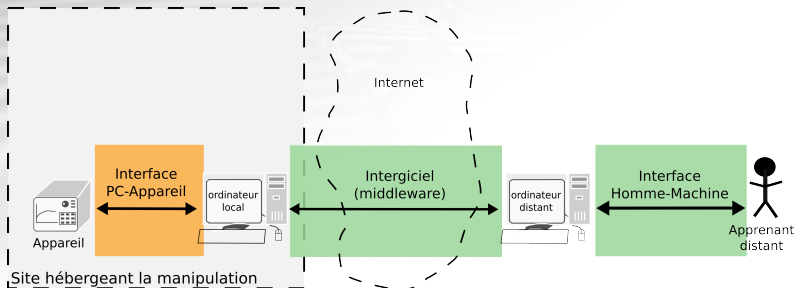 Internet
Interface
PC-Appareil
Intergiciel
(middleware)
Interface
Homme-Machine
ordinateur
local
ordinateur
distant
Appareil
Apprenant
distant
Site hébergeant la manipulation